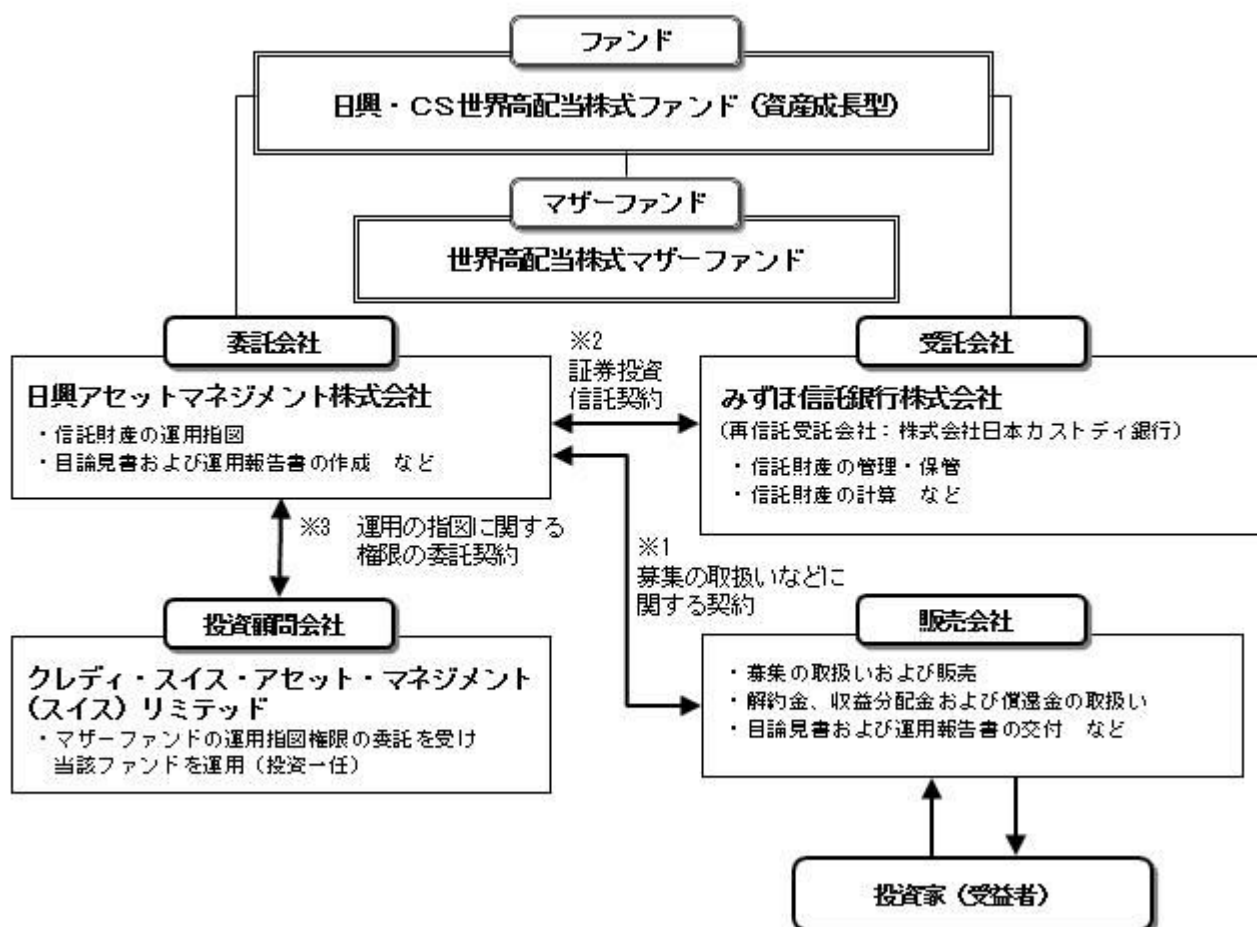 ファンド
日興・CS世界高配当株式ファンド(資産成長型)
マザーファンド
世界高配当株式マザーファンド
委託会社
日興アセットマネジメント株式会社
・信託財産の運用指図
・目論見書および運用報告書の作成 など
※2
証券投資
信託契約
受託会社
みずほ信託銀行株式会社
(再信託受託会社:株式会社日本カストディ銀行)
・信託財産の管理・保管
・信託財産の計算 など
※3 運用の指図に関する
権限の委託契約
※1
募集の取扱いなどに
関する契約
投資顧問会社
クレディ・スイス・アセット・マネジメント
(スイス)リミテッド
・マザーファンドの運用指図権限の委託を受け
当該ファンドを運用(投資一任)
販売会社
・募集の取扱いおよび販売
・解約金、収益分配金および償還金の取扱い
・目論見書および運用報告書の交付 など
投資家(受益者)